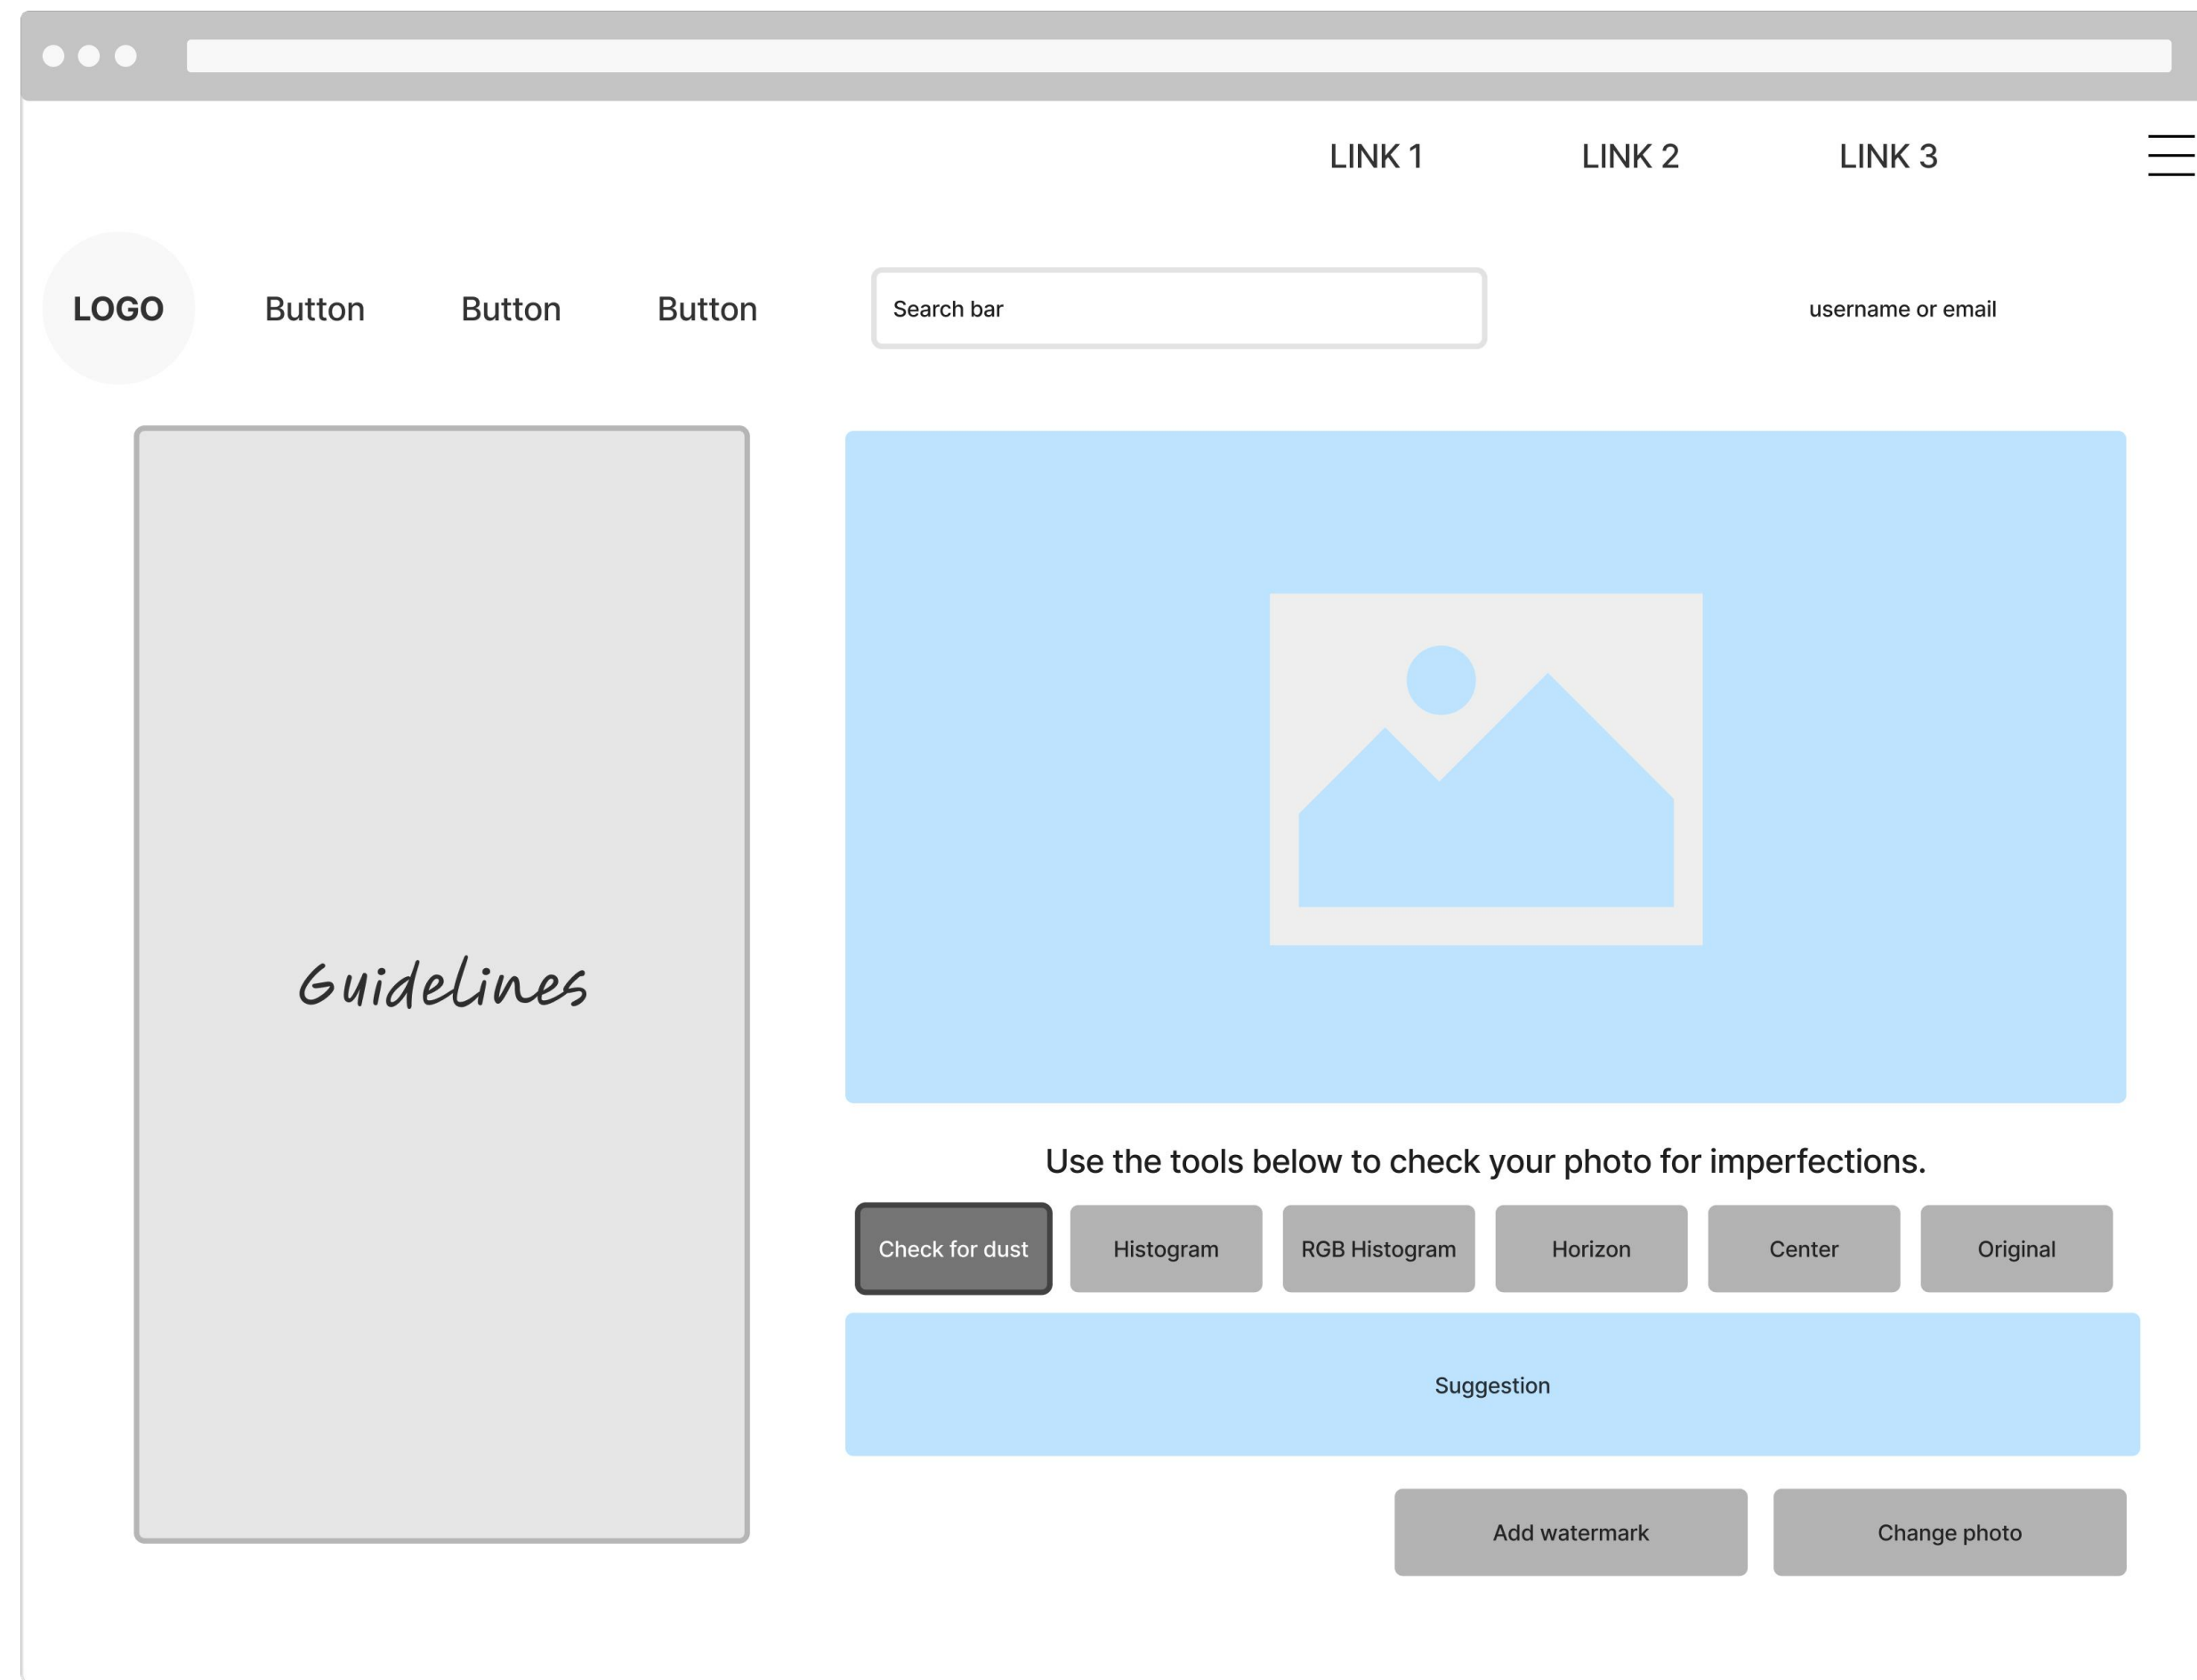 LINK 1 LINK 2 LINK 3
LOGO Button Button Button Search bar username or email
Guidelines
Use the tools below to check your photo for imperfections.
Check for dust Histogram RGB Histogram Horizon Center Original
Suggestion
Add watermark Change photo